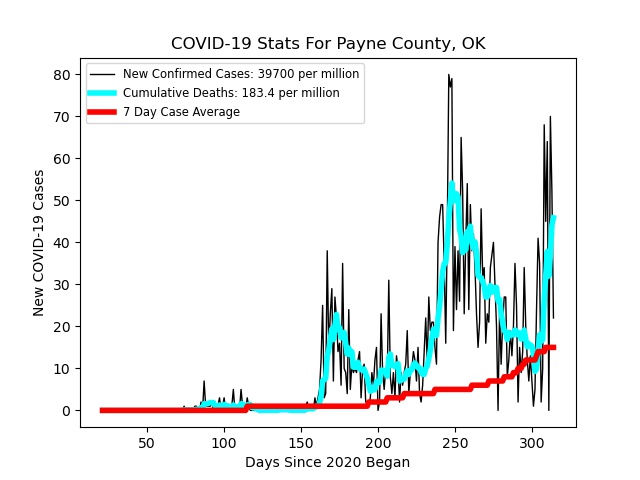 COVID-19 Stats For Payne County, OK
New Confirmed Cases: 39700 per million
Cumulative Deaths: 183.4 per million
7 Day Case Average
New COVID-19 Cases
80
70
60
50
40
30
20
10
0
50 100 150 200 250 300
Days Since 2020 Began